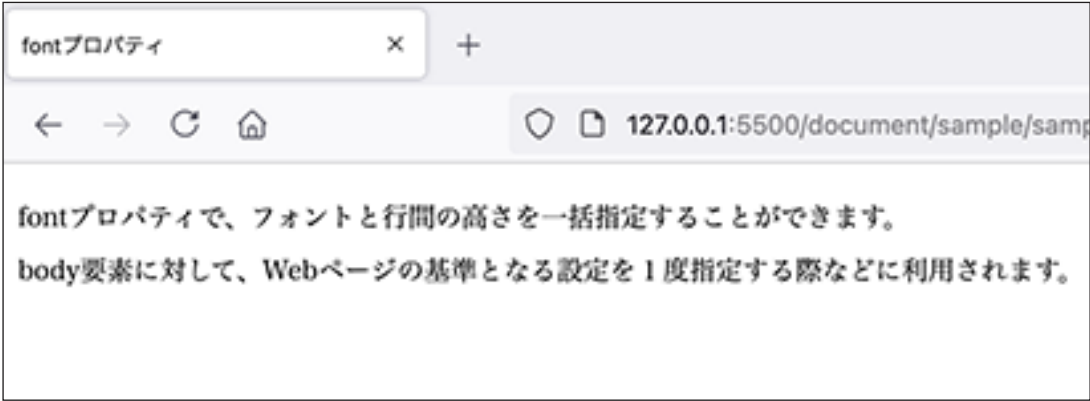 fontプロパティ
127.0.0.1:5500/document/sample/samp
fontプロパティで、フォントと行間の高さを一括指定することができます。
body要素に対して、Webページの基準となる設定を1度指定する際などに利用されます。